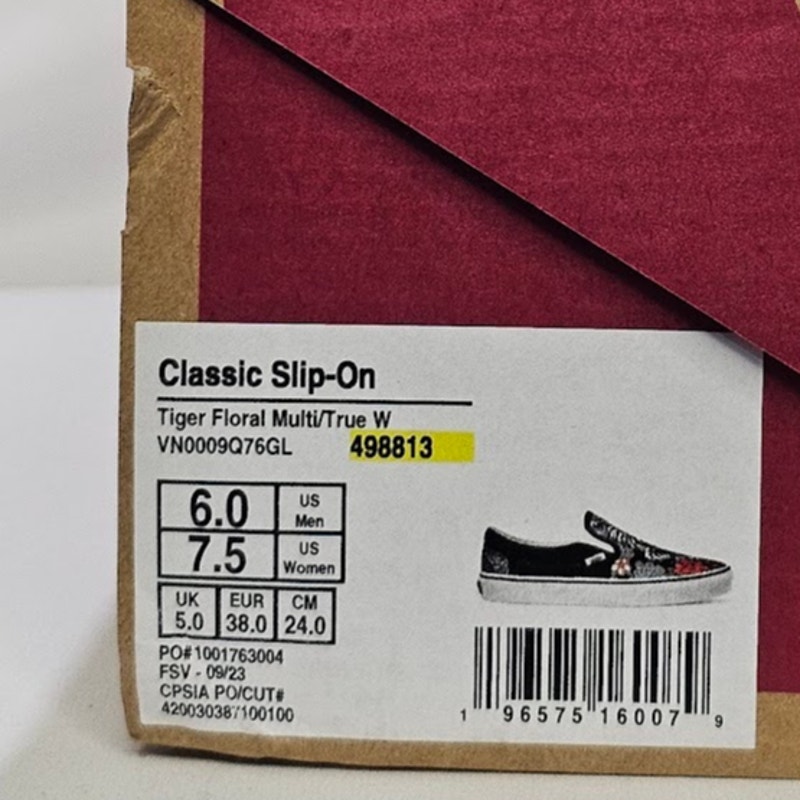 Classic Slip-On
Tiger Floral Multi/True W
VN0009Q76GL 498813
6.0 US Men
7.5 US Women
UK EUR CM
5.0 38.0 24.0
PO#1001763004
FSV - 09/23
CPSIA PO/CUT#
420030387100100
1 96575 16007 9